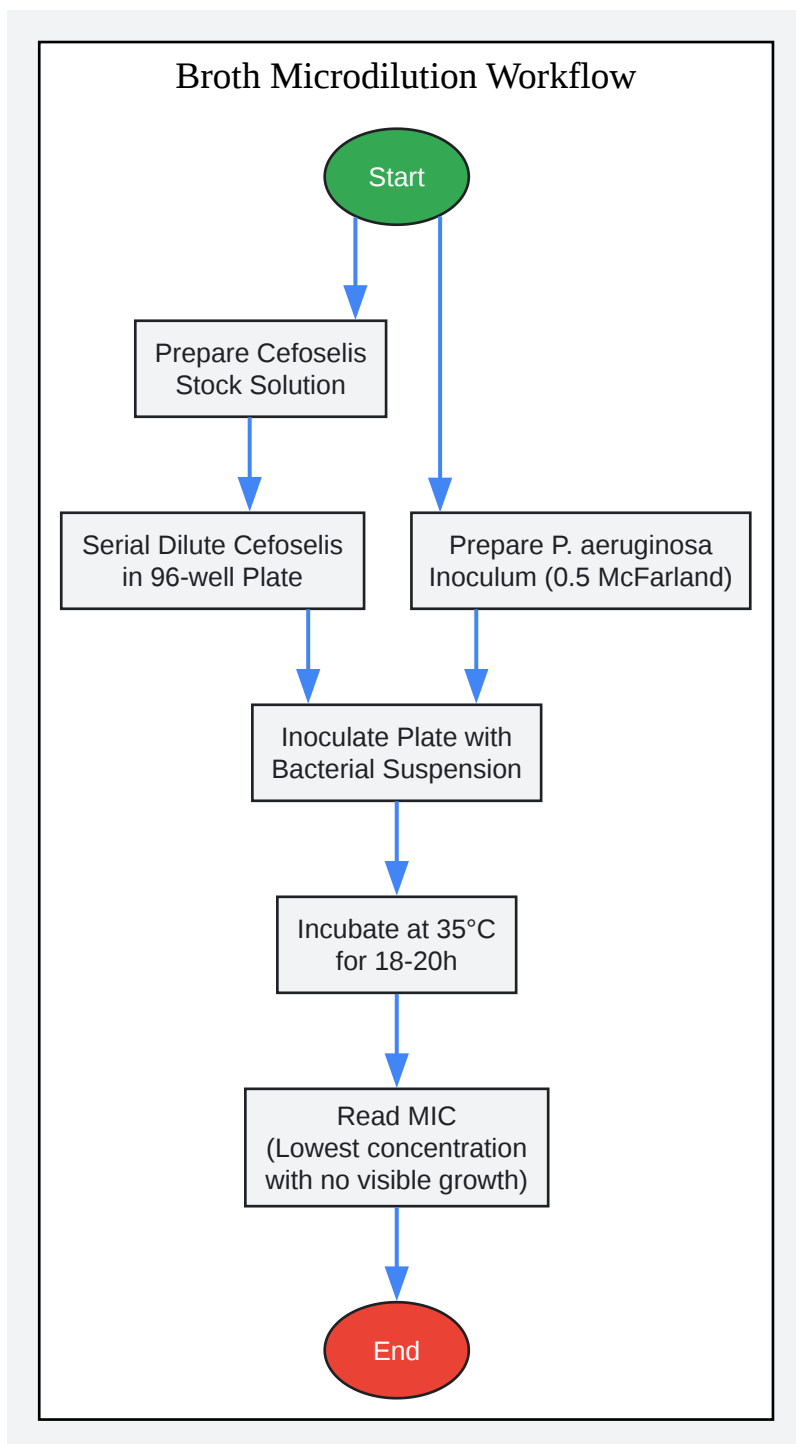 Broth Microdilution Workflow
Start
Prepare Cefoselis
Stock Solution
Serial Dilute Cefoselis
in 96-well Plate
Prepare P. aeruginosa
Inoculum (0.5 McFarland)
Inoculate Plate with
Bacterial Suspension
Incubate at 35°C
for 18-20h
Read MIC
(Lowest concentration
with no visible growth)
End